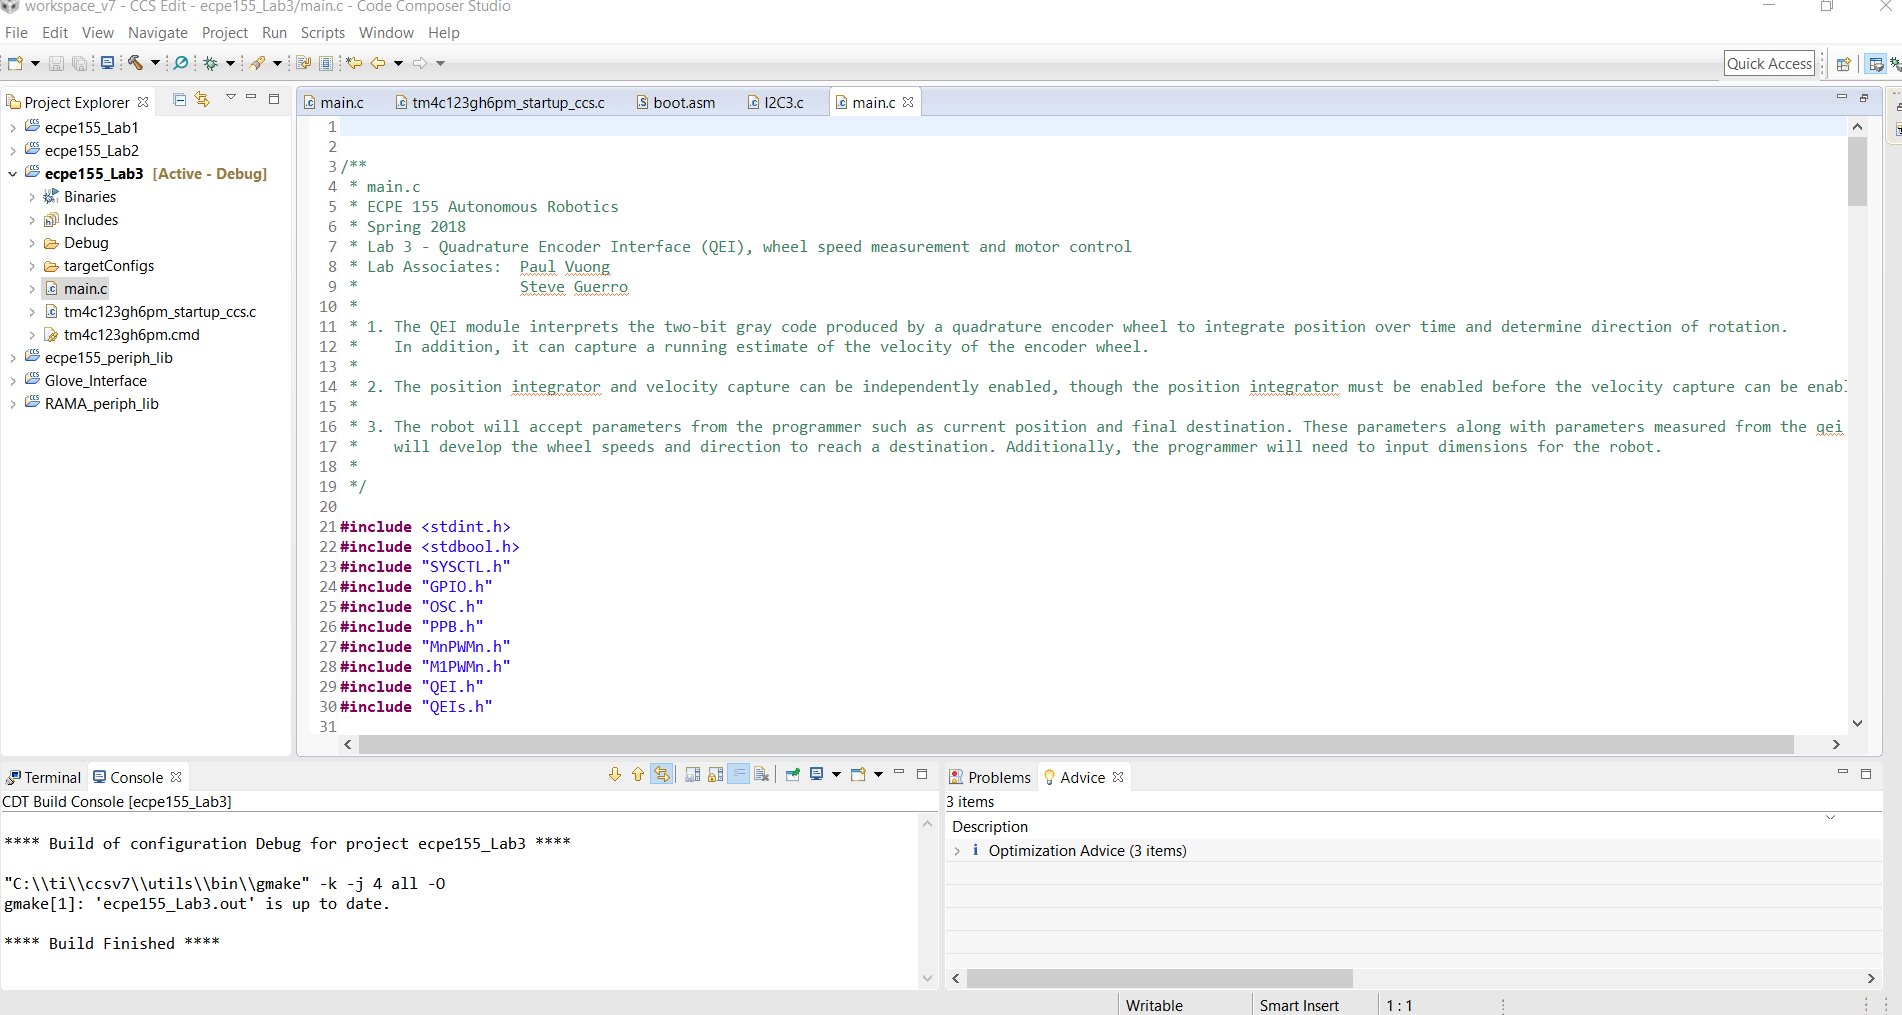 workspace_v7 - CCS Edit - ecpe155_Lab3/main.c - Code Composer Studio
File Edit View Navigate Project Run Scripts Window Help
Quick Access
Project Explorer
ecpe155_Lab1
ecpe155_Lab2
ecpe155_Lab3 [Active - Debug]
Binaries
Includes
Debug
targetConfigs
main.c
tm4c123gh6pm_startup_ccs.c
tm4c123gh6pm.cmd
ecpe155_periph_lib
Glove_Interface
RAMA_periph_lib
main.c tm4c123gh6pm_startup_ccs.c boot.asm I2C3.c main.c
1
2
3 /**
4 * main.c
5 * ECPE 155 Autonomous Robotics
6 * Spring 2018
7 * Lab 3 - Quadrature Encoder Interface (QEI), wheel speed measurement and motor control
8 * Lab Associates: Paul Vuong
9 * Steve Guerro
10 *
11 * 1. The QEI module interprets the two-bit gray code produced by a quadrature encoder wheel to integrate position over time and determine direction of rotation.
12 * In addition, it can capture a running estimate of the velocity of the encoder wheel.
13 *
14 * 2. The position integrator and velocity capture can be independently enabled, though the position integrator must be enabled before the velocity capture can be enabl
15 *
16 * 3. The robot will accept parameters from the programmer such as current position and final destination. These parameters along with parameters measured from the qei
17 * will develop the wheel speeds and direction to reach a destination. Additionally, the programmer will need to input dimensions for the robot.
18 *
19 */
20
21 #include <stdint.h>
22 #include <stdbool.h>
23 #include "SYSCTL.h"
24 #include "GPIO.h"
25 #include "OSC.h"
26 #include "PPB.h"
27 #include "MnPWMn.h"
28 #include "M1PWMn.h"
29 #include "QEI.h"
30 #include "QEIs.h"
31
Terminal Console
CDT Build Console [ecpe155_Lab3]
**** Build of configuration Debug for project ecpe155_Lab3 ****
"C:\\ti\\ccsv7\\utils\\bin\\gmake" -k -j 4 all -O
gmake[1]: 'ecpe155_Lab3.out' is up to date.
**** Build Finished ****
Problems Advice
3 items
Description
Optimization Advice (3 items)
Writable Smart Insert 1 : 1